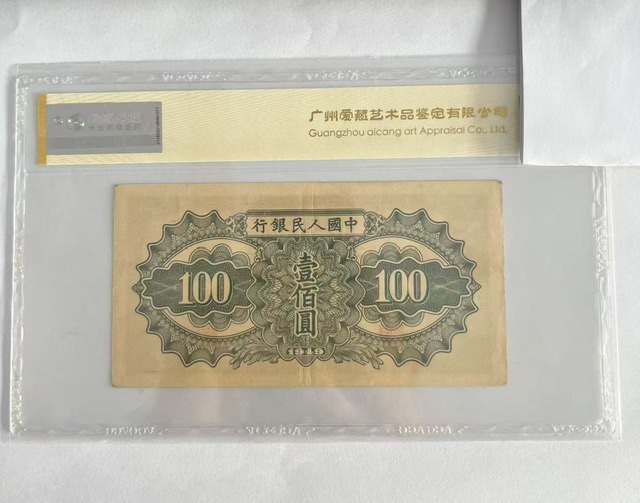 广州爱藏艺术品鉴定有限公司
Guangzhou aicang art Appraisal Co., Ltd.
行銀民人國中
100
壹佰圓
100
1949